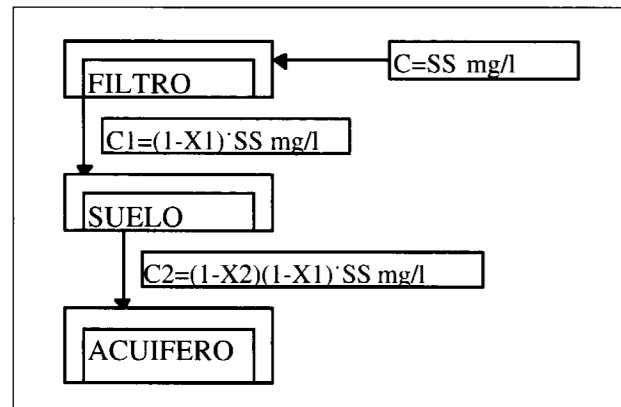 C=SS mg/l
FILTRO
C1=(1-X1)·SS mg/l
SUELO
C2=(1-X2)(1-X1)·SS mg/l
ACUIFERO